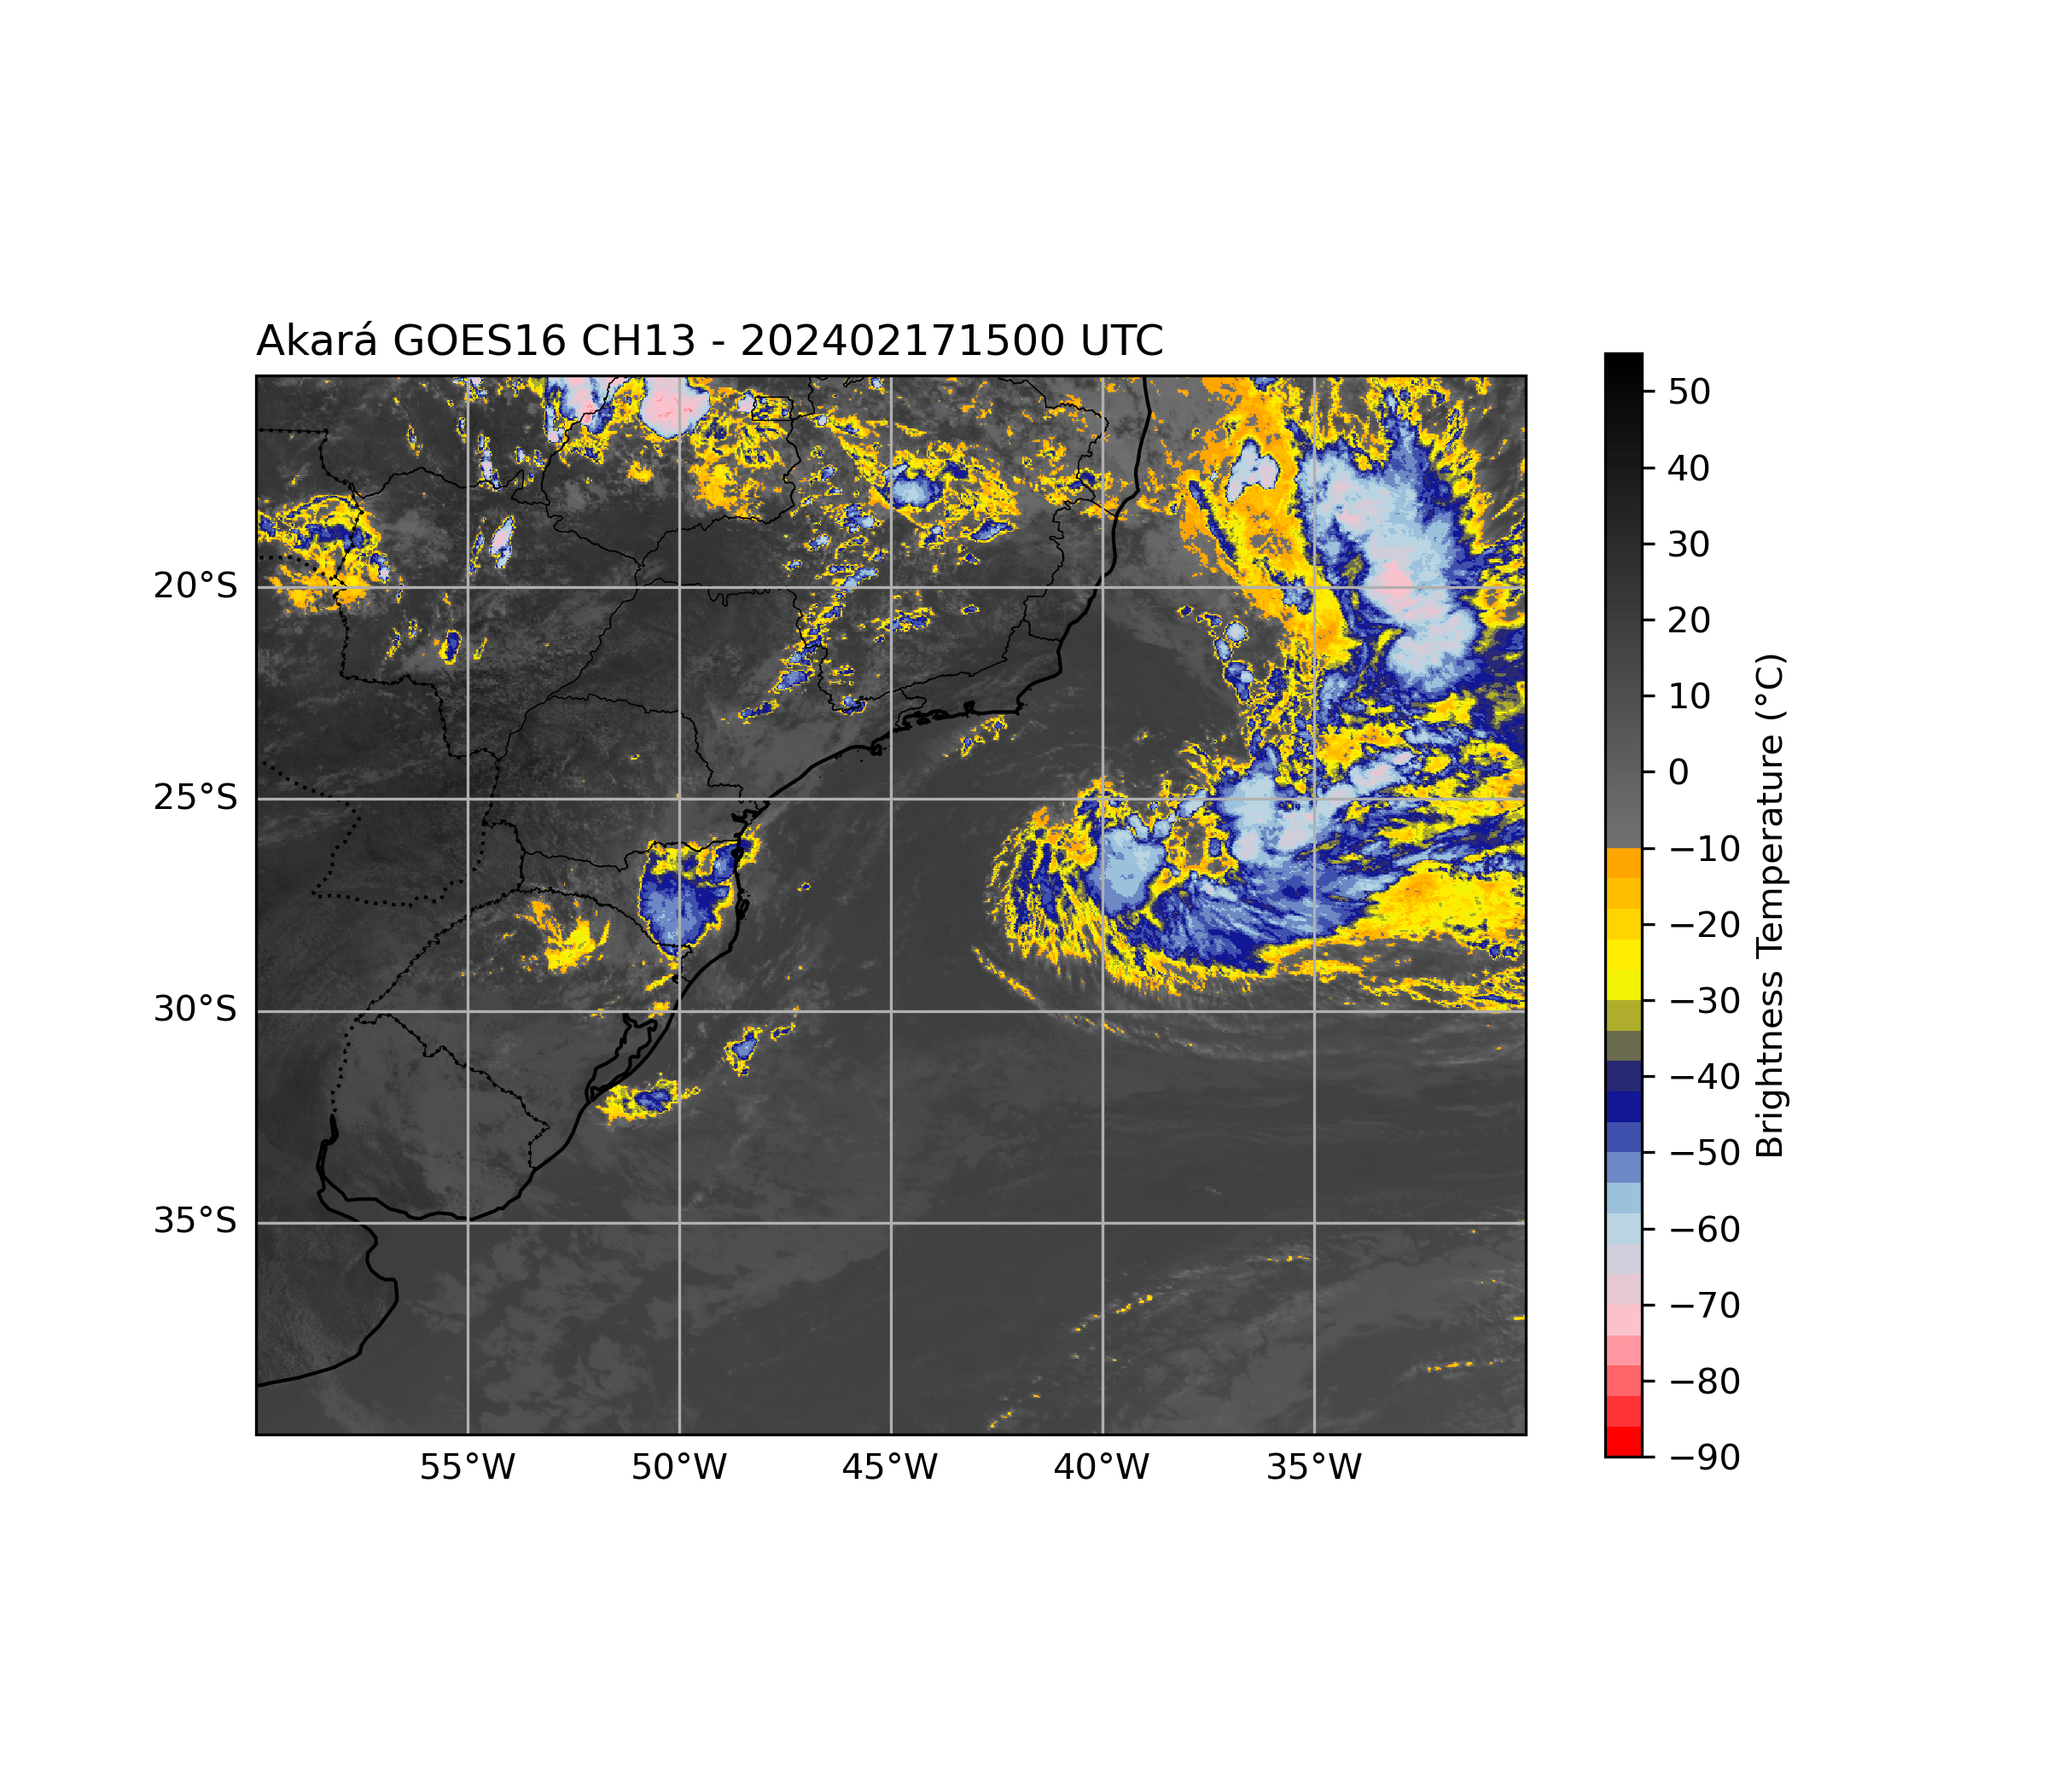 Akará GOES16 CH13 - 202402171500 UTC
20°S
25°S
30°S
35°S
55°W 50°W 45°W 40°W 35°W
50
40
30
20
10
0
−10
−20
−30
−40
−50
−60
−70
−80
−90
Brightness Temperature (°C)